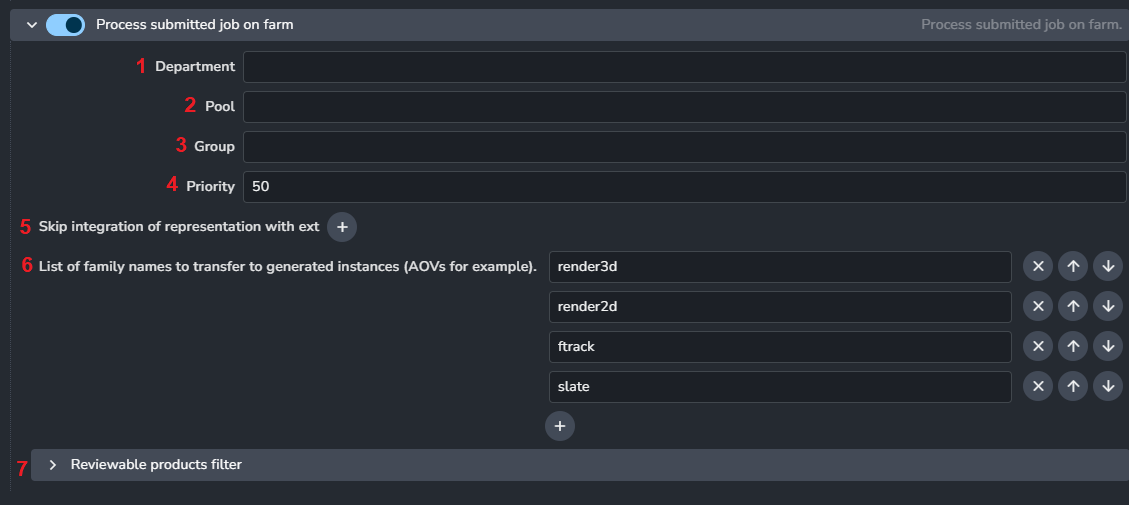 Process submitted job on farm Process submitted job on farm.
1 Department
2 Pool
3 Group
4 Priority 50
5 Skip integration of representation with ext +
6 List of family names to transfer to generated instances (AOVs for example). render3d
render2d
ftrack
slate
+
7 Reviewable products filter